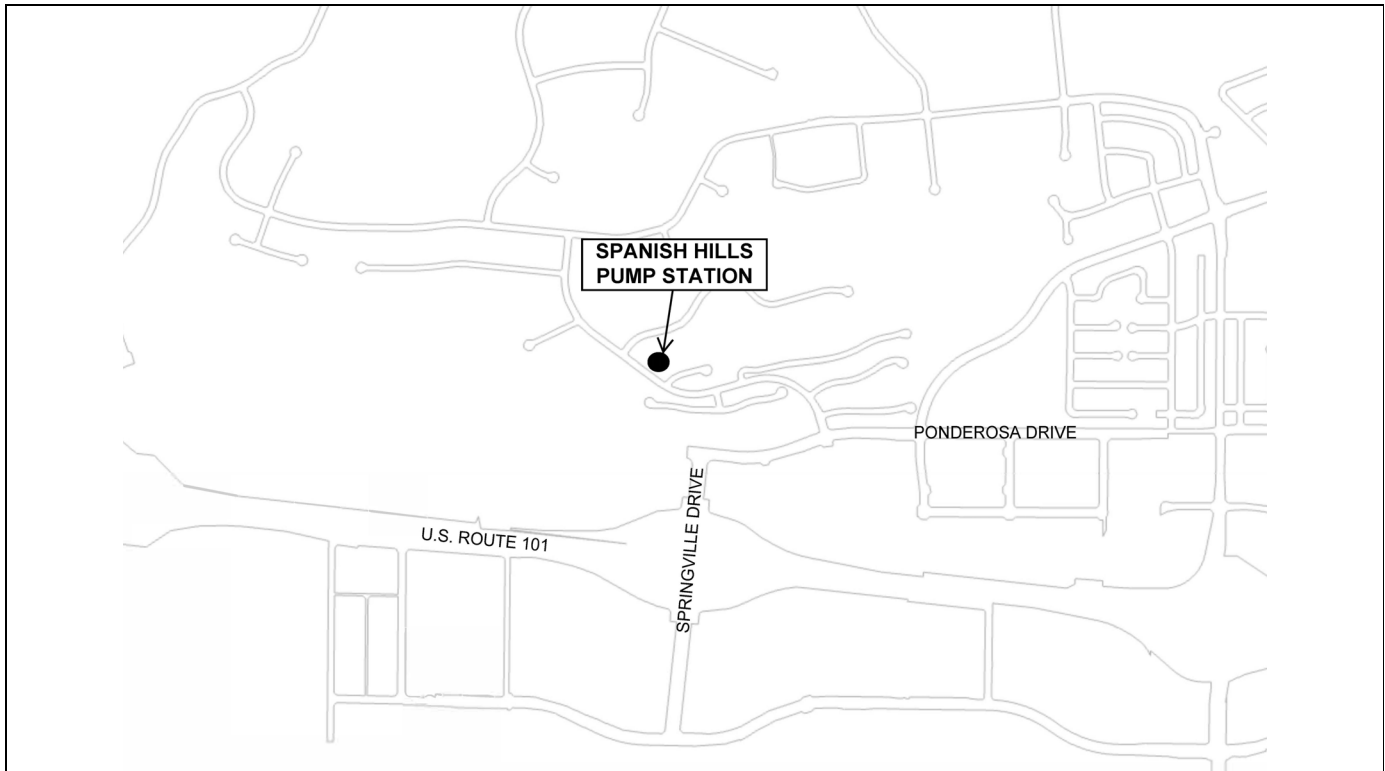 SPANISH HILLS
PUMP STATION
PONDEROSA DRIVE
SPRINGVILLE DRIVE
U.S. ROUTE 101